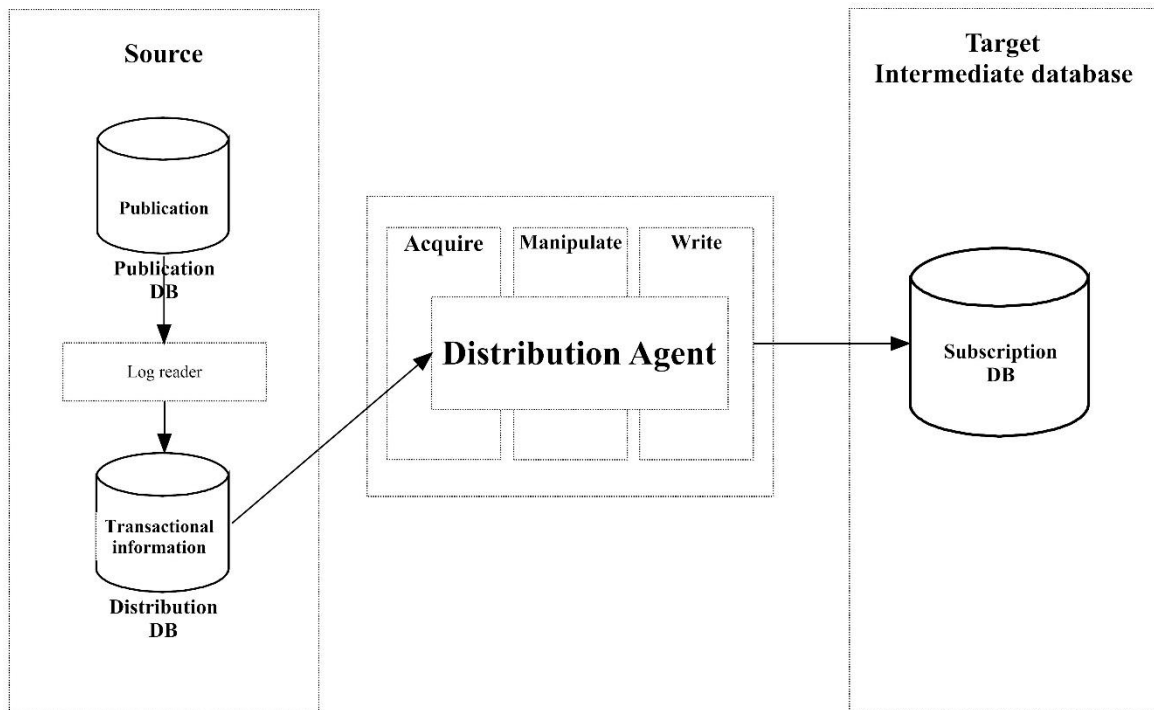 Source
Publication
Publication
DB
Log reader
Transactional
information
Distribution
DB
Acquire
Manipulate
Write
Distribution Agent
Target
Intermediate database
Subscription
DB